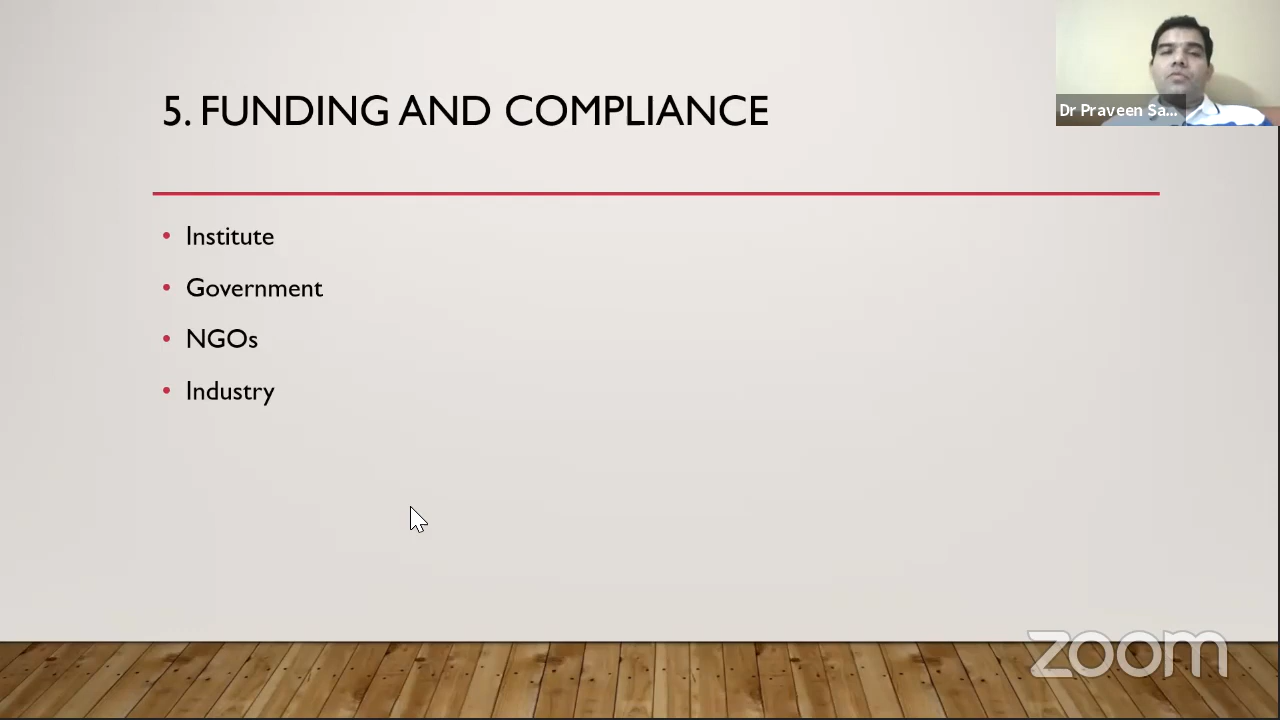 5. FUNDING AND COMPLIANCE
Dr Praveen Sa...
• Institute
• Government
• NGOs
• Industry
zoom